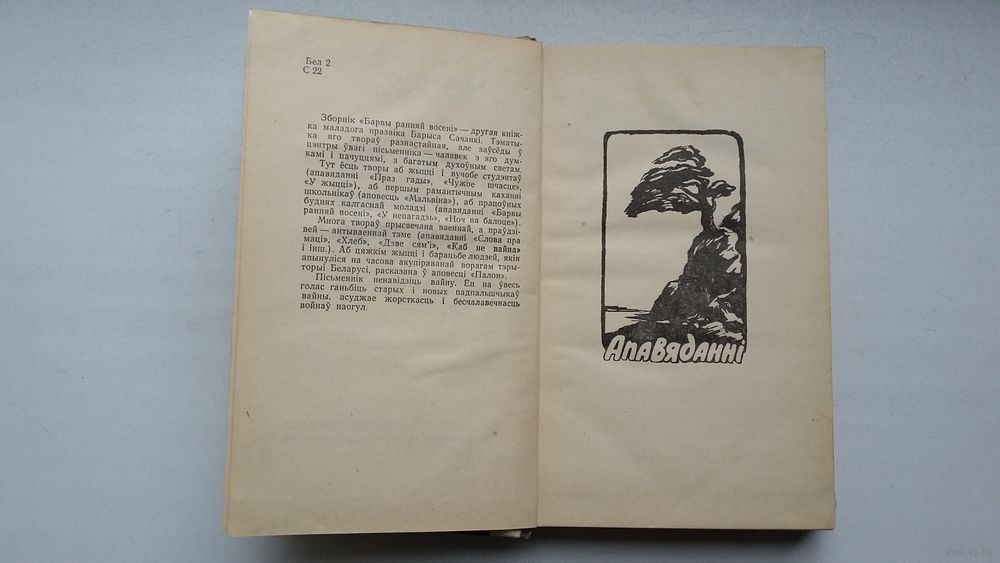 Бел 2
С 22
Зборнік «Барвы ранняй восені» — другая кніж-
ка маладога празаіка Барыса Сачанкі. Тэматы-
ка яго твораў разнастайная, але заўсёды ў
цэнтры ўвагі пісьменніка — чалавек з яго дум-
камі і пачуццямі, з багатым духоўным светам.
Тут ёсць творы аб жыцці і вучобе студэнтаў
(апавяданні «Праз гады», «Чужое шчасце»,
«У жыцці»), аб першым рамантычным каханні
школьнікаў (аповесць «Мальвіна»), аб працоўных
буднях калгаснай моладзі (апавяданні «Барвы
ранняй восені», «У непагадзь», «Ноч на балоце»).
Многа твораў прысвечана ваеннай, а праўдзі-
вей — антываеннай тэме (апавяданні «Слова пра
маці», «Хлеб», «Дзве сям'і», «Каб не вайна»
і інш.). Аб цяжкім жыцці і барацьбе людзей, якія
апынуліся на часова акупіраванай ворагам тэры-
торыі Беларусі, расказана ў аповесці «Палон».
Пісьменнік ненавідзіць вайну. Ён на ўвесь
голас ганьбіць старых і новых падпальшчыкаў
вайны, асуджае жорсткасць і бесчалавечнасць
войнаў наогул.
Апавяданні
www.ay.by